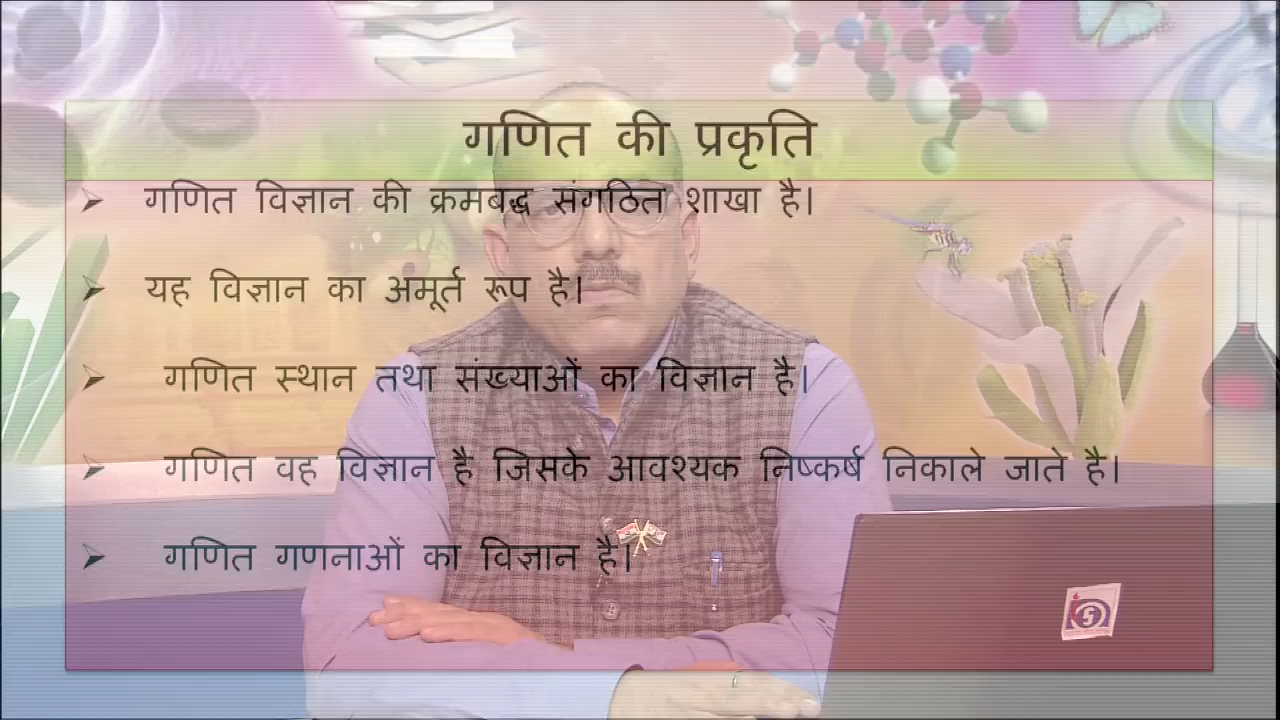 गणित की प्रकृति
गणित विज्ञान की क्रमबद्ध संगठित शाखा है।
यह विज्ञान का अमूर्त रूप है।
गणित स्थान तथा संख्याओं का विज्ञान है।
गणित वह विज्ञान है जिसके आवश्यक निष्कर्ष निकाले जाते है।
गणित गणनाओं का विज्ञान है।